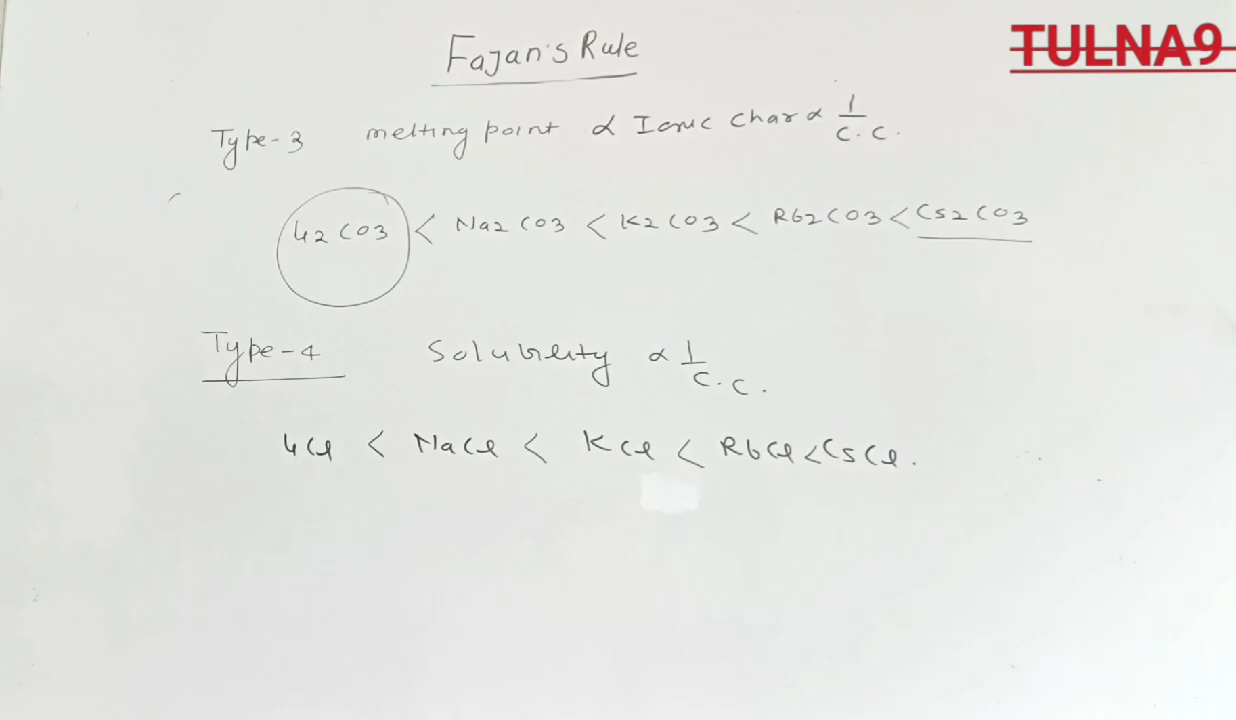 Fajan's Rule
TULNA9
Type-3 melting point ∝ Ionic char ∝ 1/C.C.
Li2CO3 < Na2CO3 < K2CO3 < Rb2CO3 < Cs2CO3
Type-4 Solubility ∝ 1/C.C.
LiCl < NaCl < KCl < RbCl < CsCl.